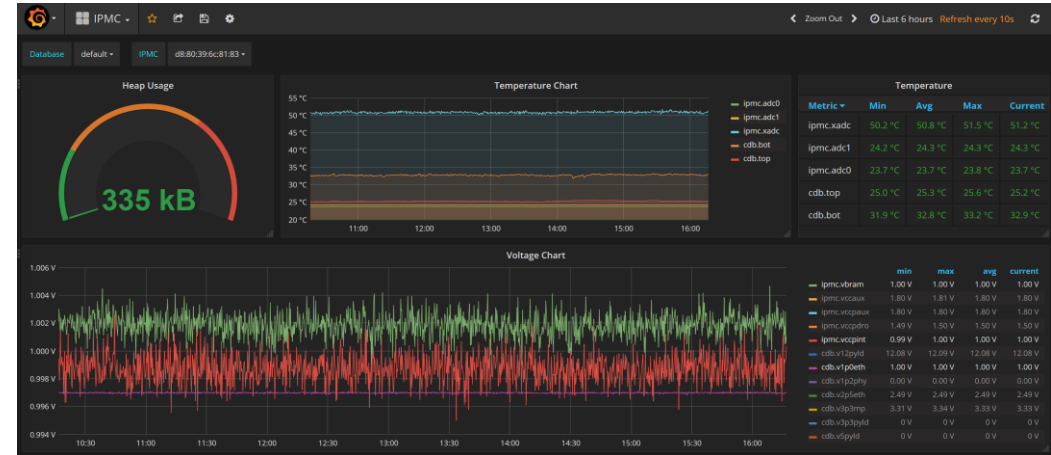 IPMC
Zoom Out
Last 6 hours Refresh every 10s
Database default IPMC d8:80:39:6c:81:83
Heap Usage
335 kB
Temperature Chart
55 °C
50 °C
45 °C
40 °C
35 °C
30 °C
25 °C
20 °C
11:00 12:00 13:00 14:00 15:00 16:00
ipmc.adc0
ipmc.adc1
ipmc.xadc
cdb.bot
cdb.top
Temperature
Metric Min Avg Max Current
ipmc.xadc 50.2 °C 50.8 °C 51.5 °C 51.2 °C
ipmc.adc1 24.2 °C 24.3 °C 24.3 °C 24.3 °C
ipmc.adc0 23.7 °C 23.7 °C 23.8 °C 23.7 °C
cdb.top 25.0 °C 25.3 °C 25.6 °C 25.2 °C
cdb.bot 31.9 °C 32.8 °C 33.2 °C 32.9 °C
Voltage Chart
1.006 V
1.004 V
1.002 V
1.000 V
0.998 V
0.996 V
0.994 V
10:30 11:00 11:30 12:00 12:30 13:00 13:30 14:00 14:30 15:00 15:30 16:00
min max avg current
ipmc.vbram 1.00 V 1.00 V 1.00 V 1.00 V
ipmc.vccaux 1.80 V 1.81 V 1.80 V 1.80 V
ipmc.vccpaux 1.80 V 1.80 V 1.80 V 1.80 V
ipmc.vccpdro 1.49 V 1.50 V 1.50 V 1.50 V
ipmc.vccpint 0.99 V 1.00 V 1.00 V 1.00 V
cdb.v12pyld 12.08 V 12.09 V 12.08 V 12.08 V
cdb.v1p0eth 1.00 V 1.00 V 1.00 V 1.00 V
cdb.v1p2phy 0.00 V 0.00 V 0.00 V 0.00 V
cdb.v2p5eth 2.49 V 2.49 V 2.49 V 2.49 V
cdb.v3p3mp 3.31 V 3.34 V 3.33 V 3.33 V
cdb.v3p3pyld 0 V 0 V 0 V 0 V
cdb.v5pyld 0 V 0 V 0 V 0 V